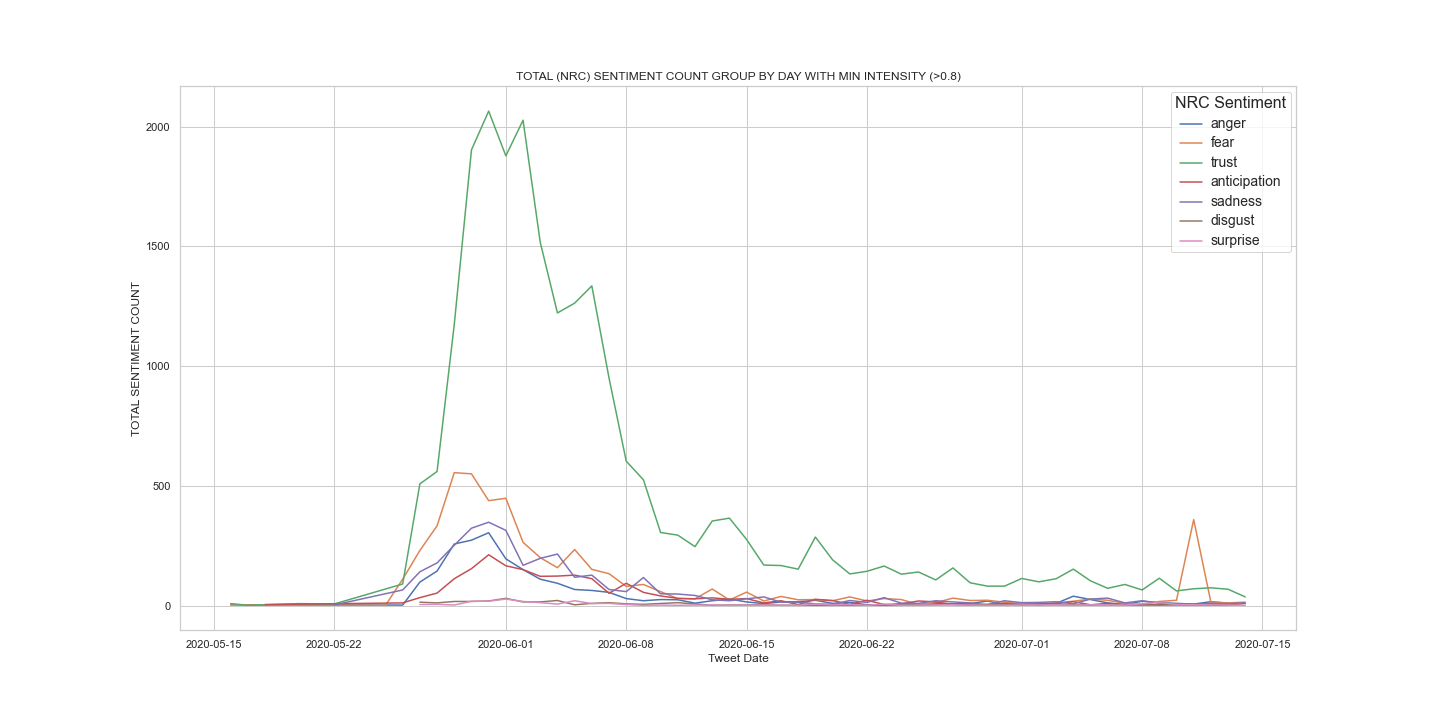 TOTAL (NRC) SENTIMENT COUNT GROUP BY DAY WITH MIN INTENSITY (>0.8)
NRC Sentiment
anger
fear
trust
anticipation
sadness
disgust
surprise
TOTAL SENTIMENT COUNT
2000
1500
1000
500
0
2020-05-15
2020-05-22
2020-06-01
2020-06-08
2020-06-15
2020-06-22
2020-07-01
2020-07-08
2020-07-15
Tweet Date